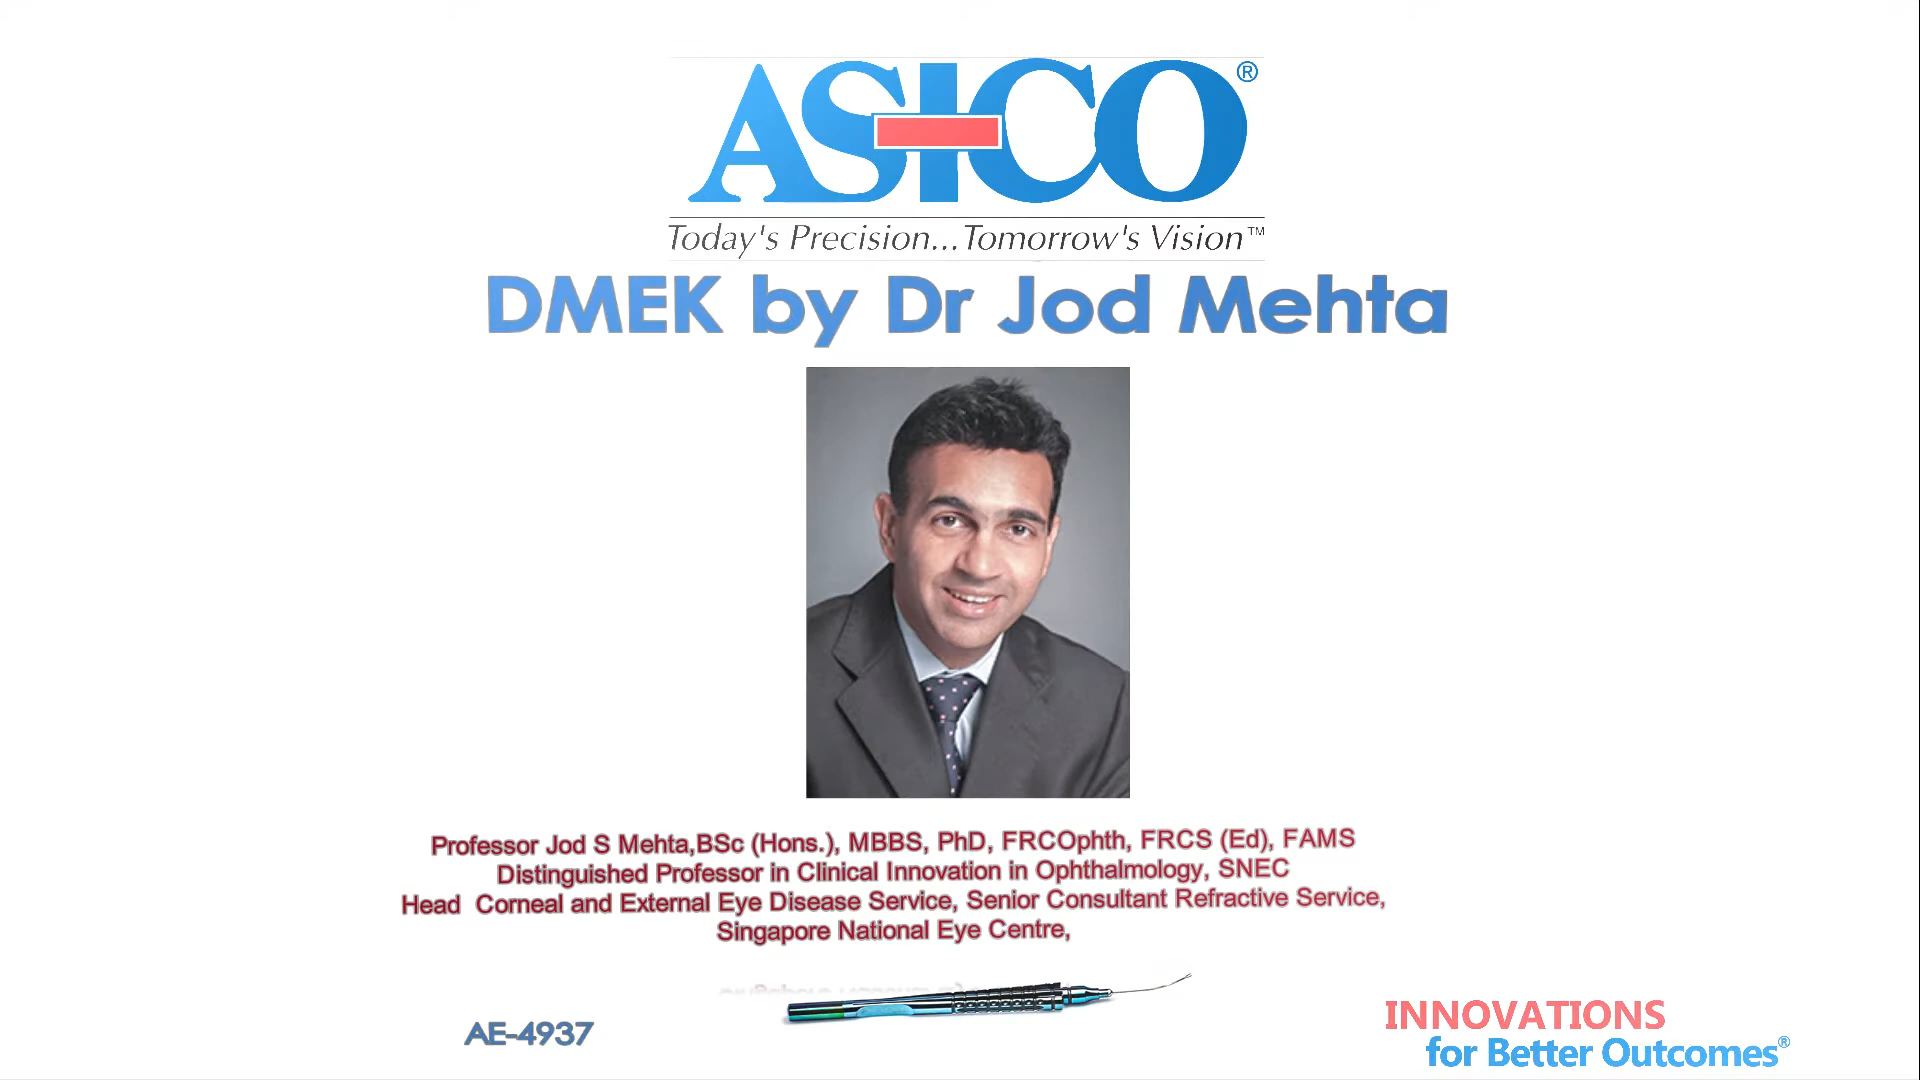 ASICO®
Today's Precision...Tomorrow's Vision™
DMEK by Dr Jod Mehta
Professor Jod S Mehta,BSc (Hons.), MBBS, PhD, FRCOphth, FRCS (Ed), FAMS
Distinguished Professor in Clinical Innovation in Ophthalmology, SNEC
Head Corneal and External Eye Disease Service, Senior Consultant Refractive Service,
Singapore National Eye Centre,
AE-4937
INNOVATIONS
for Better Outcomes®